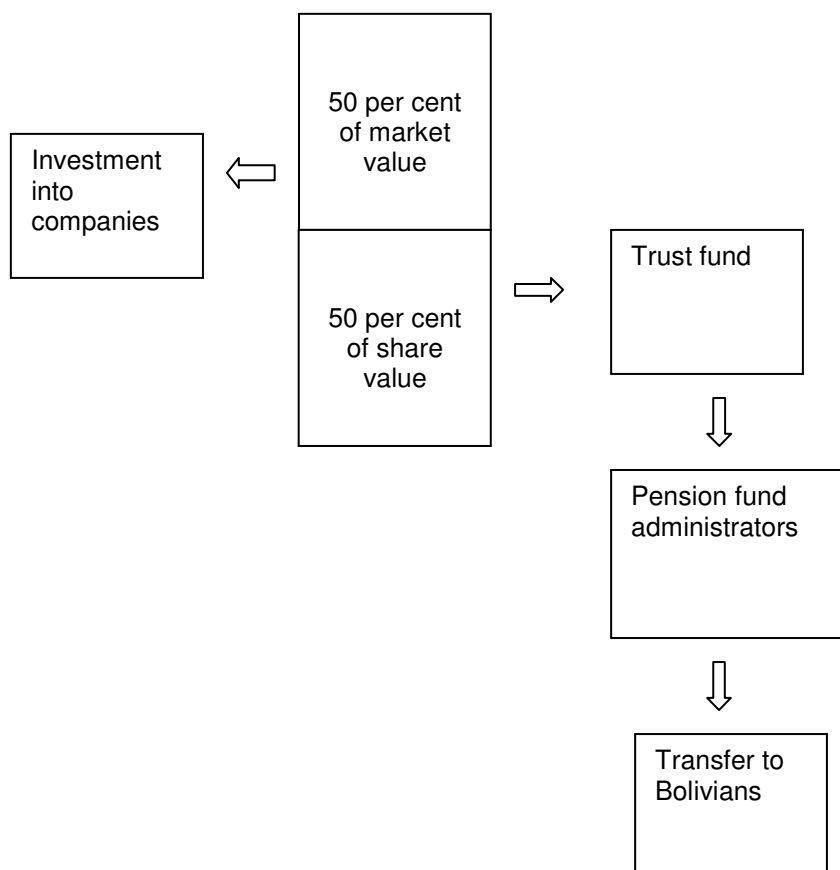 50 per cent
of market
value
Investment
into
companies
Trust fund
50 per cent
of share
value
Pension fund
administrators
Transfer to
Bolivians